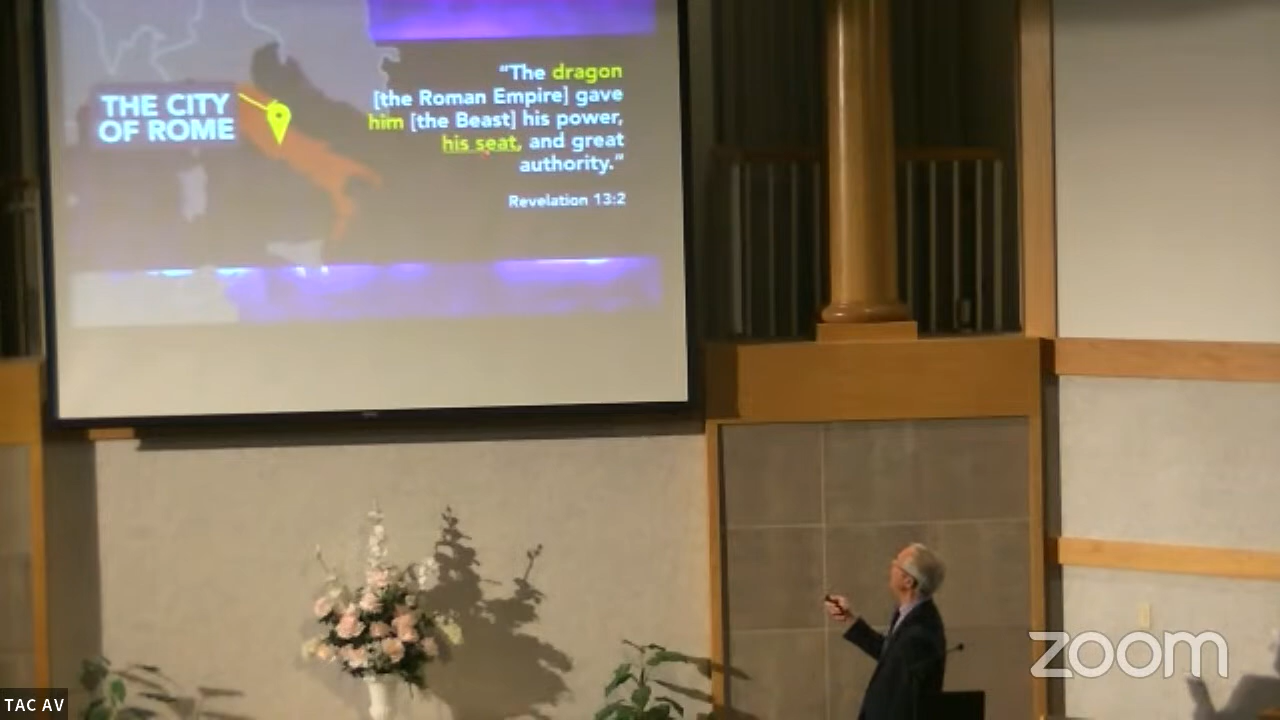 THE CITY
OF ROME
“The dragon
[the Roman Empire] gave
him [the Beast] his power,
his seat, and great
authority.”
Revelation 13:2
zoom
TAC AV